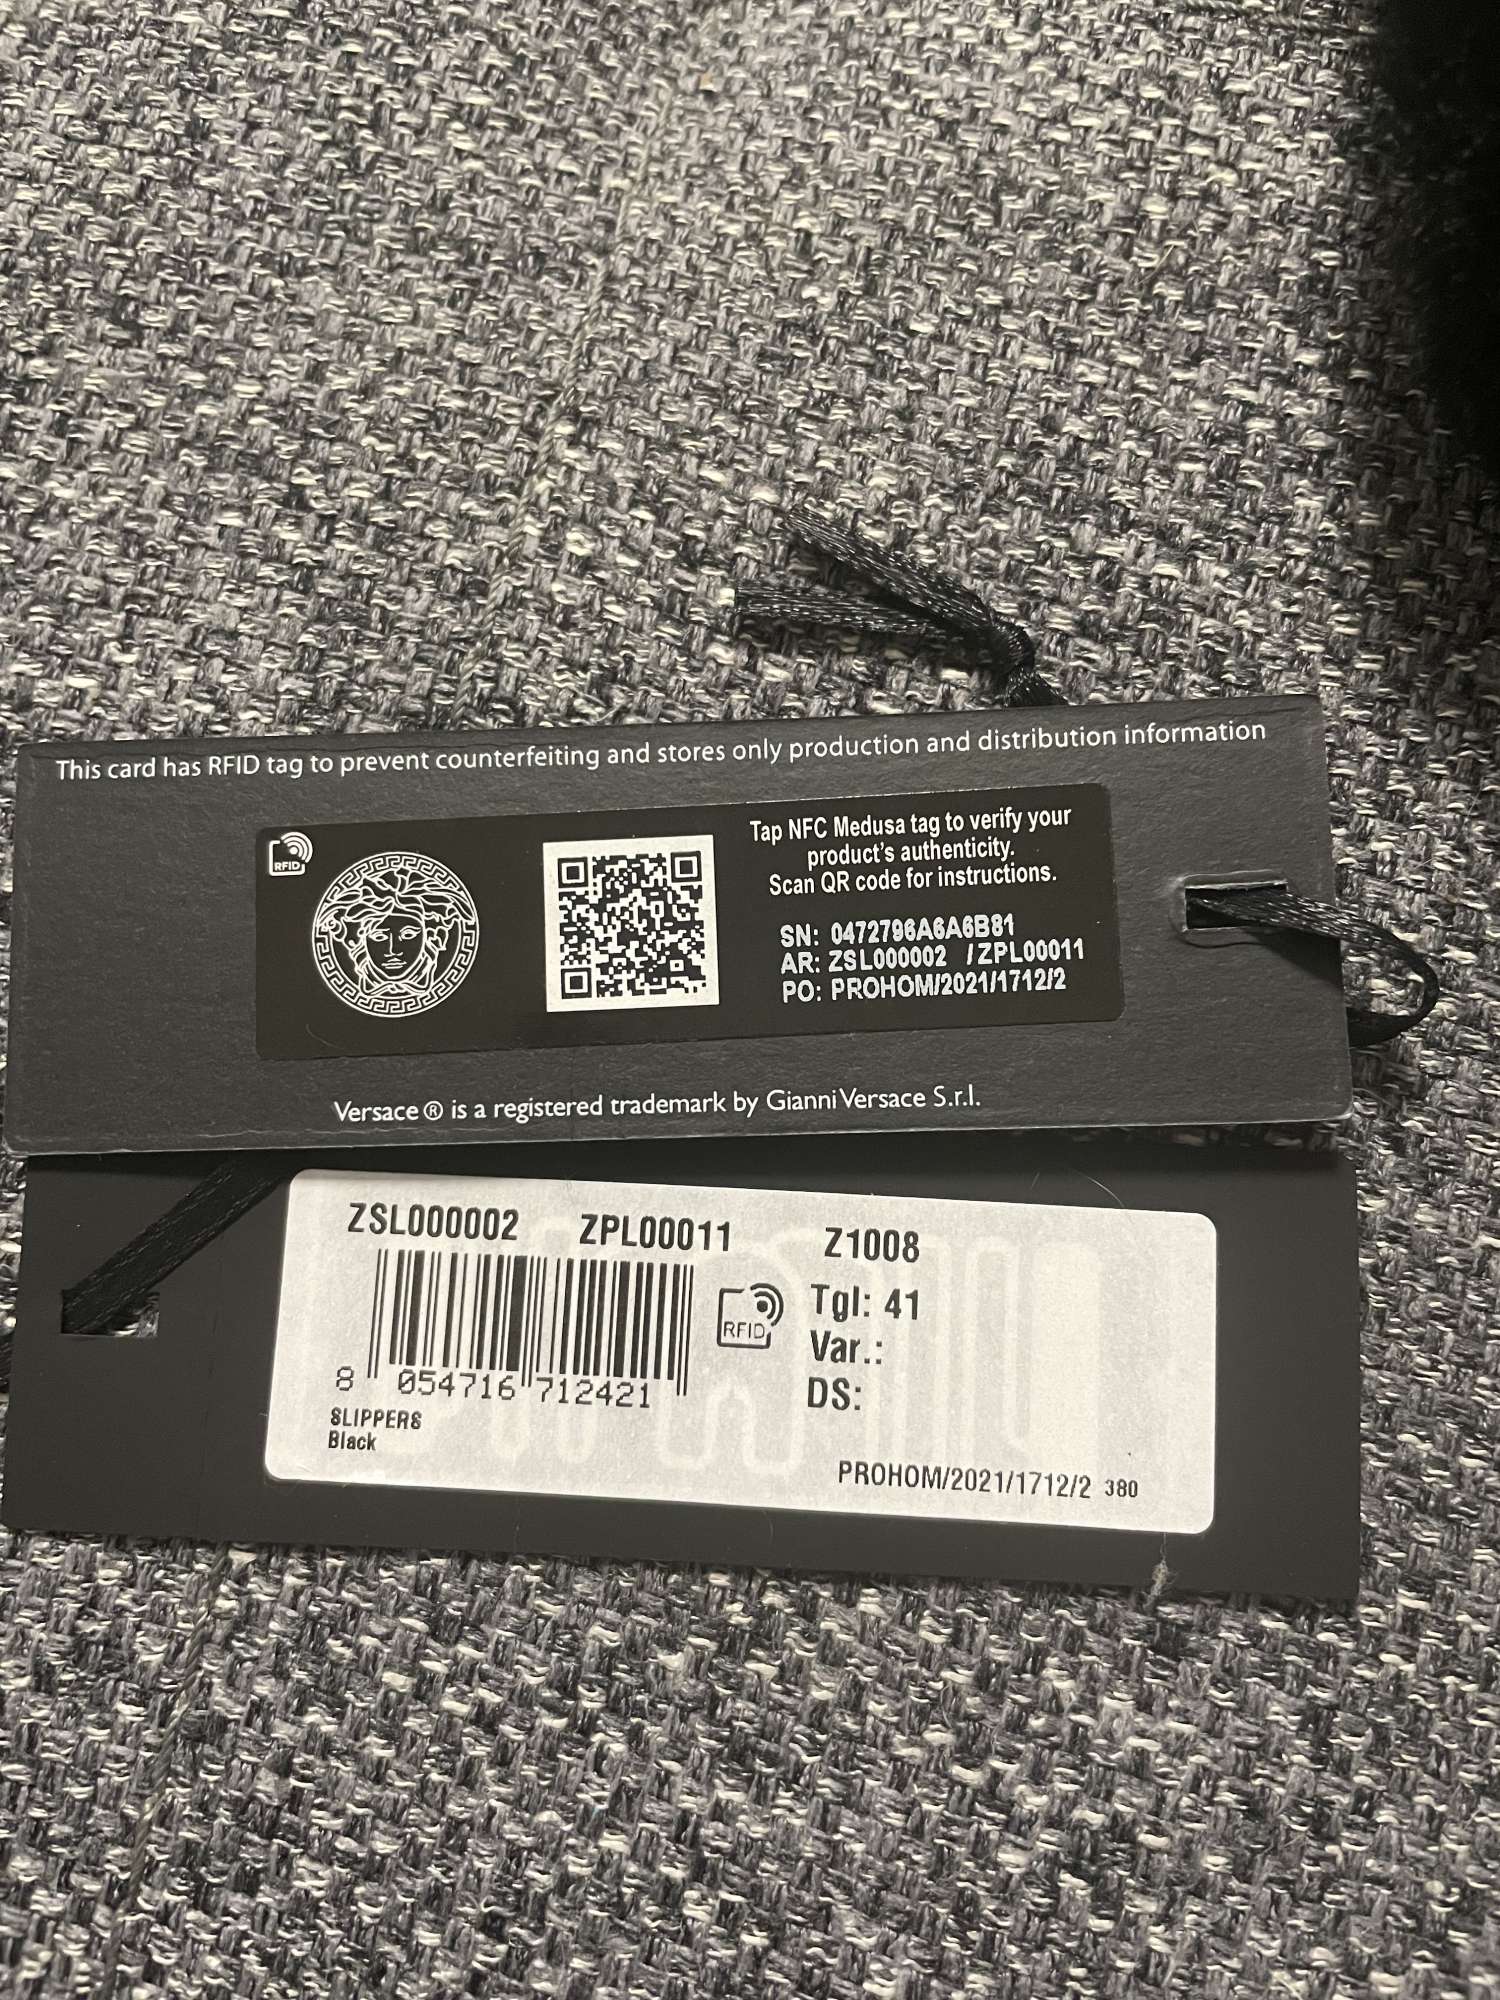 This card has RFID tag to prevent counterfeiting and stores only production and distribution information
RFID
Tap NFC Medusa tag to verify your
product's authenticity.
Scan QR code for instructions.
SN: 0472796A6A6B81
AR: ZSL000002 /ZPL00011
PO: PROHOM/2021/1712/2
Versace ® is a registered trademark by Gianni Versace S.r.l.
ZSL000002 ZPL00011 Z1008
RFID
Tgl: 41
Var.:
DS:
8 054716 712421
SLIPPERS
Black
PROHOM/2021/1712/2 380